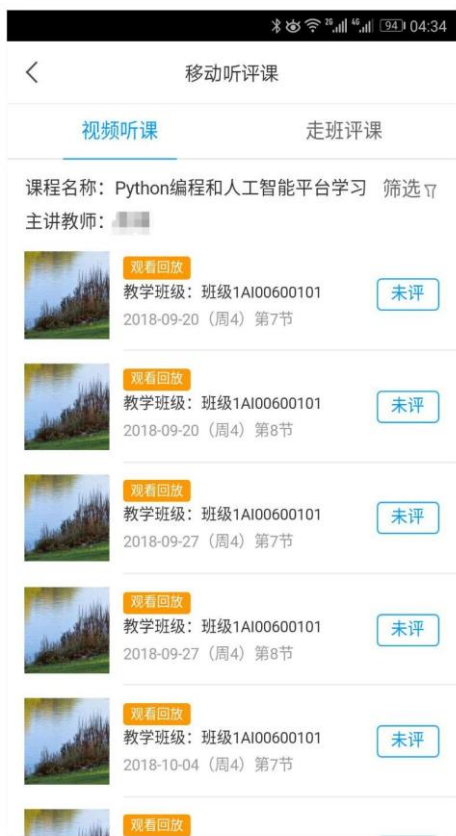 2G 4G 94 04:34
移动听评课
视频听课 走班评课
课程名称：Python编程和人工智能平台学习 筛选
主讲教师：
观看回放
教学班级：班级1AI00600101 未评
2018-09-20（周4）第7节
观看回放
教学班级：班级1AI00600101 未评
2018-09-20（周4）第8节
观看回放
教学班级：班级1AI00600101 未评
2018-09-27（周4）第7节
观看回放
教学班级：班级1AI00600101 未评
2018-09-27（周4）第8节
观看回放
教学班级：班级1AI00600101 未评
2018-10-04（周4）第7节
观看回放